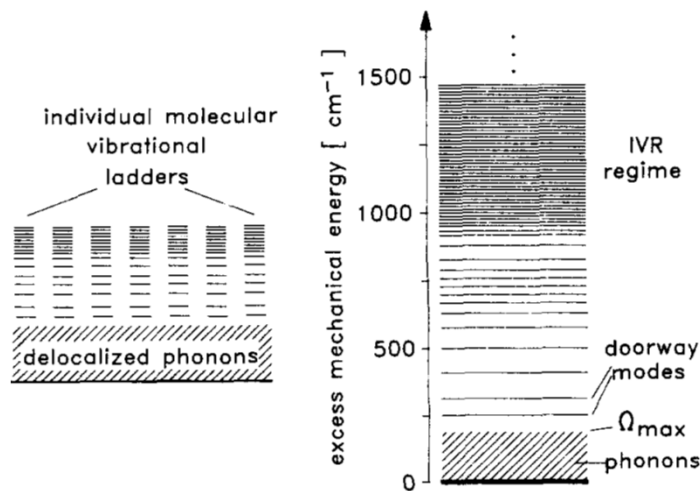 individual molecular
vibrational
ladders
delocalized phonons
excess mechanical energy [ cm⁻¹ ]
1500
1000
500
0
IVR
regime
doorway
modes
Ωmax
phonons